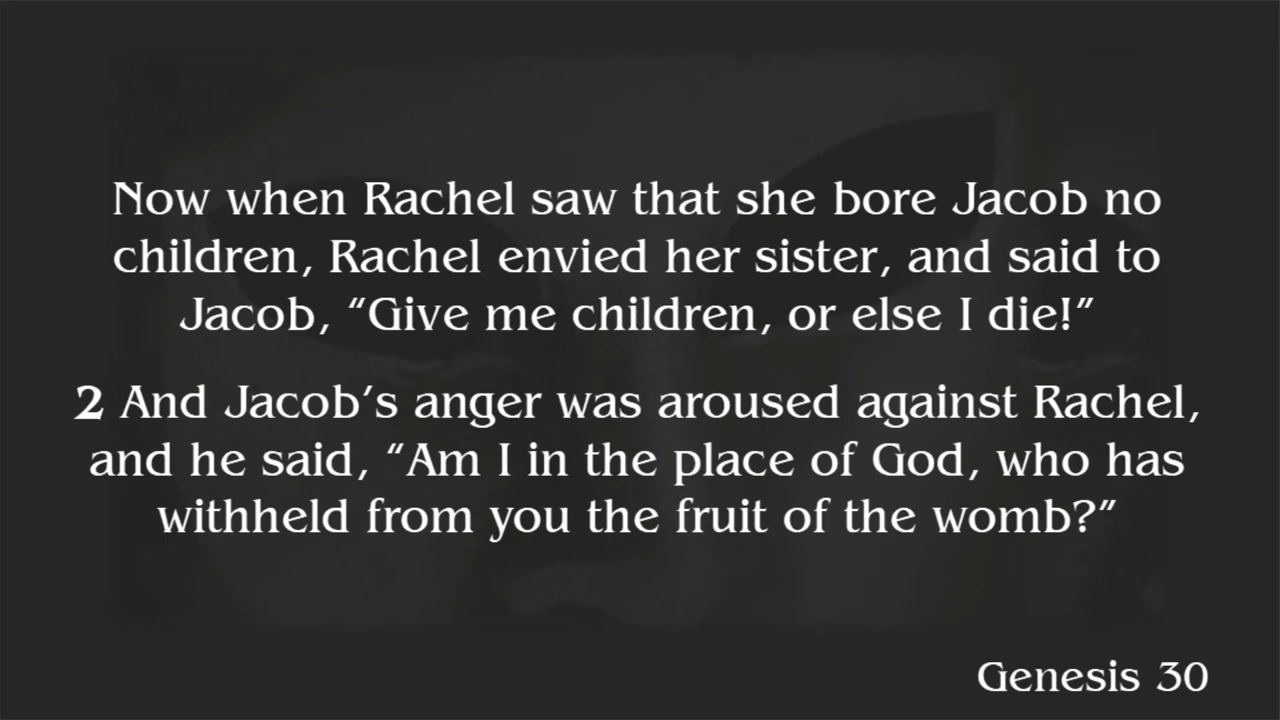 Now when Rachel saw that she bore Jacob no
children, Rachel envied her sister, and said to
Jacob, “Give me children, or else I die!”
2 And Jacob’s anger was aroused against Rachel,
and he said, “Am I in the place of God, who has
withheld from you the fruit of the womb?”
Genesis 30